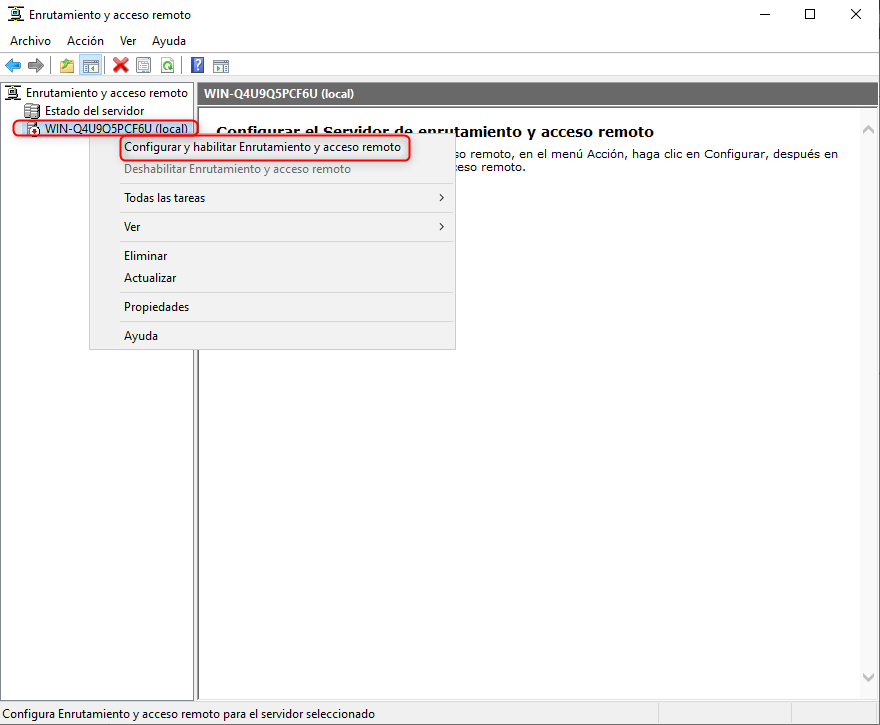 Enrutamiento y acceso remoto
Archivo Acción Ver Ayuda
Enrutamiento y acceso remoto
Estado del servidor
WIN-Q4U9Q5PCF6U (local)
WIN-Q4U9Q5PCF6U (local)
Configurar el Servidor de enrutamiento y acceso remoto
so remoto, en el menú Acción, haga clic en Configurar, después en
eso remoto.
Configurar y habilitar Enrutamiento y acceso remoto
Deshabilitar Enrutamiento y acceso remoto
Todas las tareas
Ver
Eliminar
Actualizar
Propiedades
Ayuda
Configura Enrutamiento y acceso remoto para el servidor seleccionado